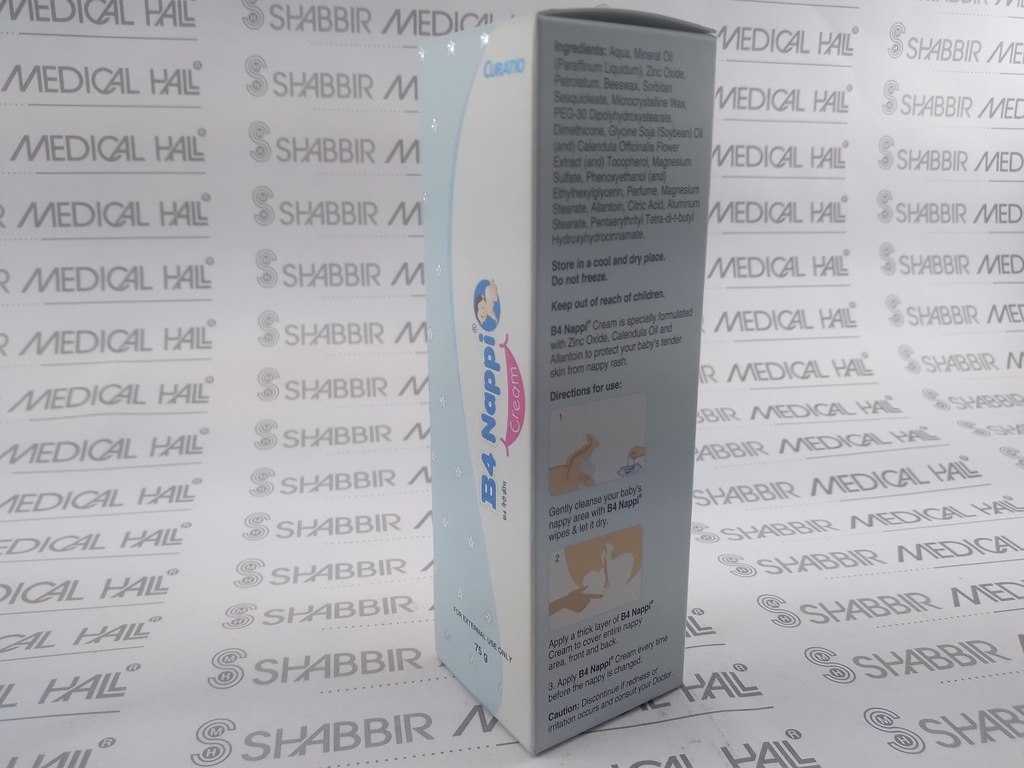 CURATIO
B4 Nappi®
Cream
B4 नैपी क्रीम
FOR EXTERNAL USE ONLY
75 g
Ingredients: Aqua, Mineral Oil
(Paraffinum Liquidum), Zinc Oxide,
Petrolatum, Beeswax, Sorbitan
Sesquioleate, Microcrystalline Wax,
PEG-30 Dipolyhydroxystearate,
Dimethicone, Glycine Soja (Soybean) Oil
(and) Calendula Officinalis Flower
Extract (and) Tocopherol, Magnesium
Sulfate, Phenoxyethanol (and)
Ethylhexylglycerin, Perfume, Magnesium
Stearate, Allantoin, Citric Acid, Aluminum
Stearate, Pentaerythrityl Tetra-di-t-butyl
Hydroxyhydrocinnamate
Store in a cool and dry place.
Do not freeze.
Keep out of reach of children.
B4 Nappi® Cream is specially formulated
with Zinc Oxide, Calendula Oil and
Allantoin to protect your baby's tender
skin from nappy rash.
Directions for use:
1
Gently cleanse your baby's
nappy area with B4 Nappi®
wipes & let it dry.
2
Apply a thick layer of B4 Nappi®
Cream to cover entire nappy
area, front and back.
3. Apply B4 Nappi® Cream every time
before the nappy is changed.
Caution: Discontinue if redness or
irritation occurs and consult your Doctor.
SHABBIR MEDICAL HALL®